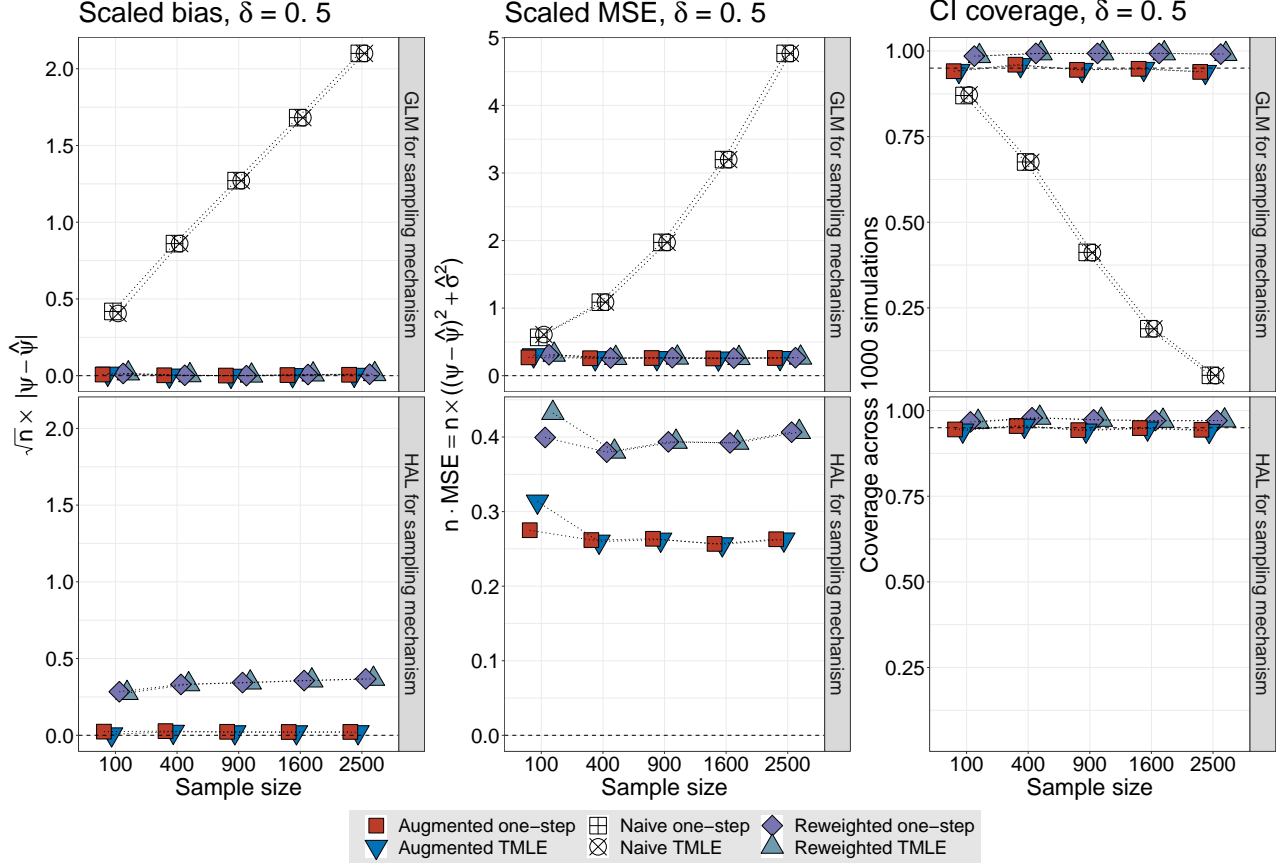 Scaled bias, δ = 0. 5
Scaled MSE, δ = 0. 5
CI coverage, δ = 0. 5
√n × |ψ − ψ̂|
2.0
1.5
1.0
0.5
0.0
GLM for sampling mechanism
2.0
1.5
1.0
0.5
0.0
HAL for sampling mechanism
100 400 900 1600 2500
Sample size
n · MSE = n × ((ψ − ψ̂)² + σ̂²)
5
4
3
2
1
0
GLM for sampling mechanism
0.4
0.3
0.2
0.1
0.0
HAL for sampling mechanism
100 400 900 1600 2500
Sample size
Coverage across 1000 simulations
1.00
0.75
0.50
0.25
GLM for sampling mechanism
1.00
0.75
0.50
0.25
HAL for sampling mechanism
100 400 900 1600 2500
Sample size
Augmented one−step
Naive one−step
Reweighted one−step
Augmented TMLE
Naive TMLE
Reweighted TMLE